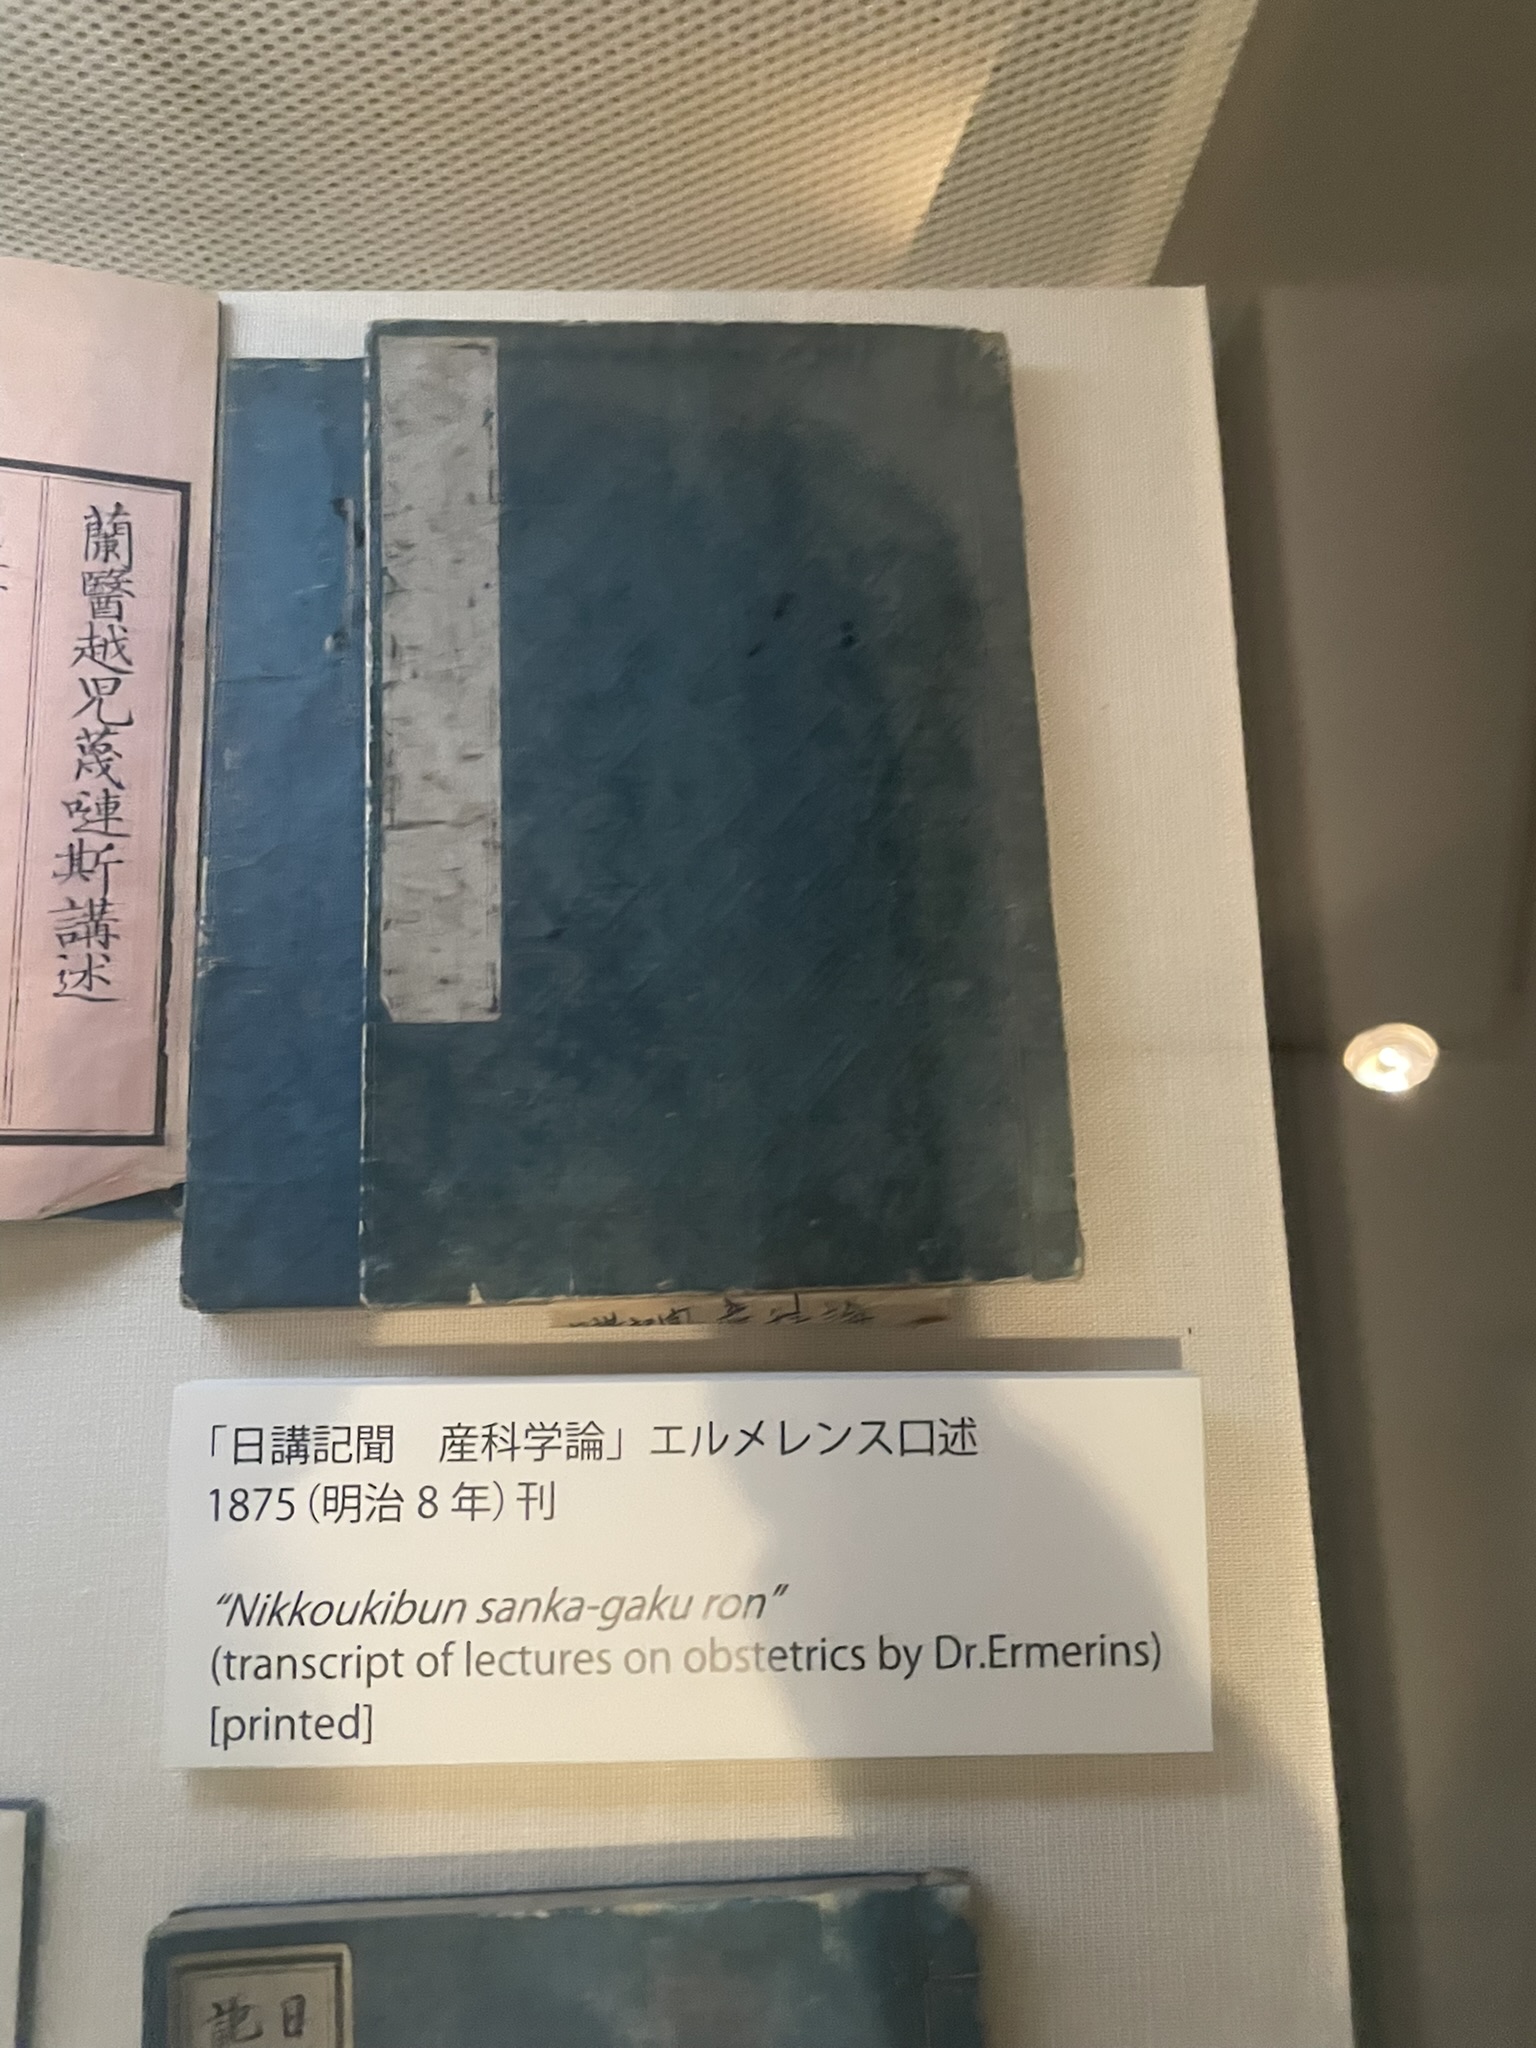 蘭醫越児蔑嗹斯講述
「日講記聞　産科学論」エルメレンス口述
1875（明治 8 年）刊
“Nikkoukibun sanka-gaku ron”
(transcript of lectures on obstetrics by Dr.Ermerins)
[printed]
日
記